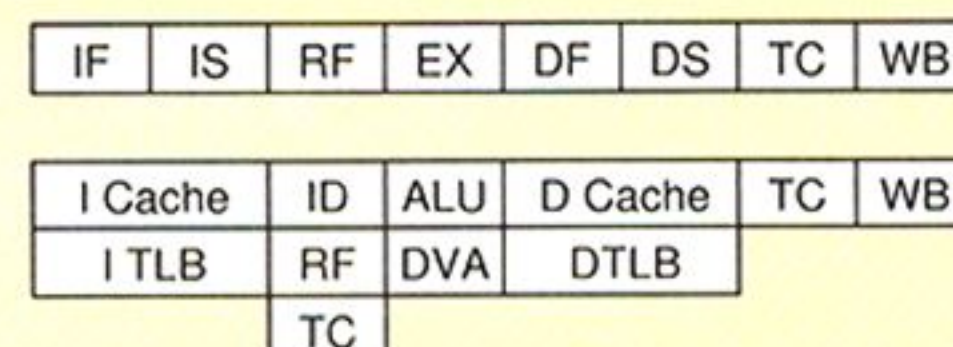 IF IS RF EX DF DS TC WB
I Cache ID ALU D Cache TC WB
I TLB RF DVA DTLB
TC